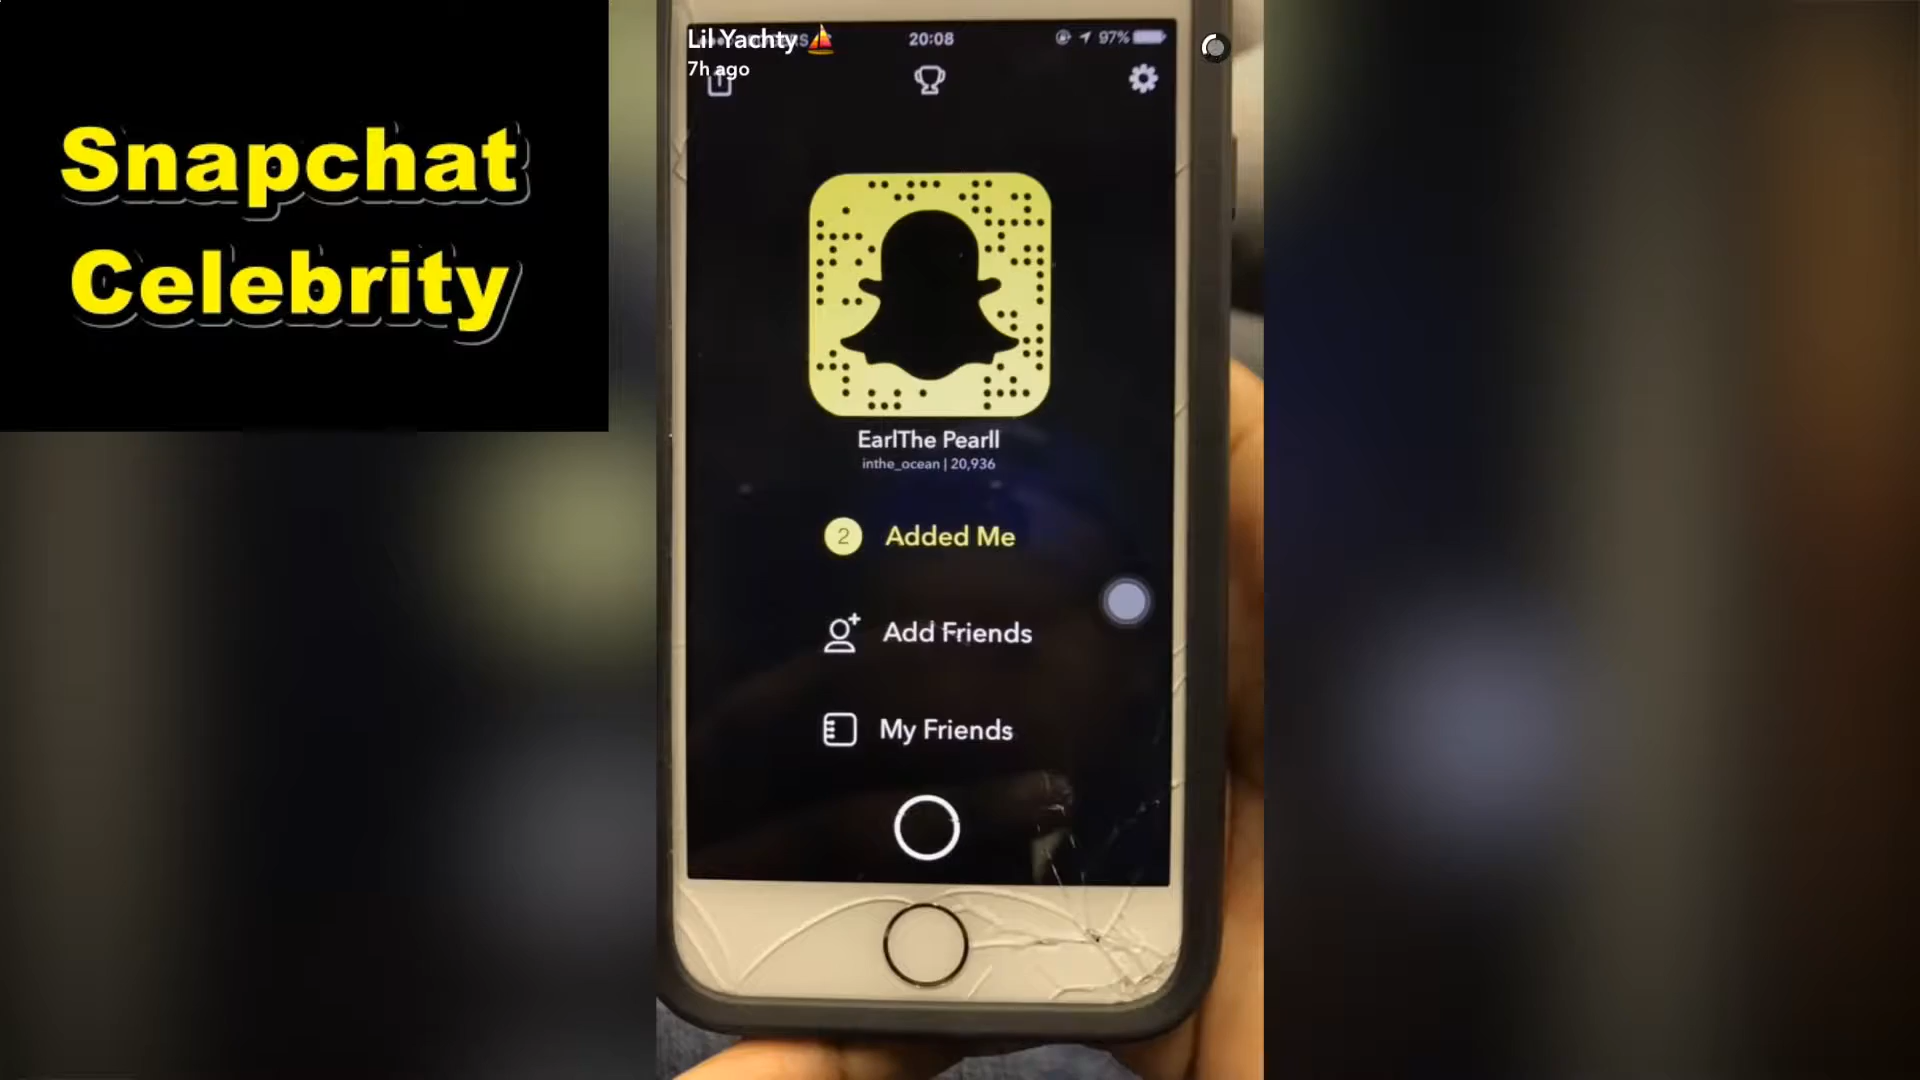 Snapchat
Celebrity
Lil Yachty ⛵
7h ago
20:08
97%
EarlThe Pearll
inthe_ocean | 20,936
2 Added Me
Add Friends
My Friends